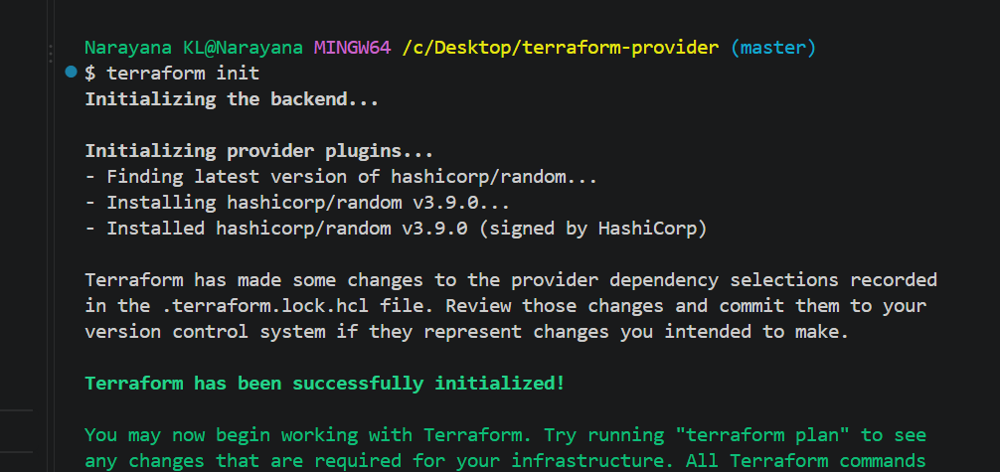 Narayana KL@Narayana MINGW64 /c/Desktop/terraform-provider (master)
$ terraform init
Initializing the backend...
Initializing provider plugins...
- Finding latest version of hashicorp/random...
- Installing hashicorp/random v3.9.0...
- Installed hashicorp/random v3.9.0 (signed by HashiCorp)
Terraform has made some changes to the provider dependency selections recorded
in the .terraform.lock.hcl file. Review those changes and commit them to your
version control system if they represent changes you intended to make.
Terraform has been successfully initialized!
You may now begin working with Terraform. Try running "terraform plan" to see
any changes that are required for your infrastructure. All Terraform commands